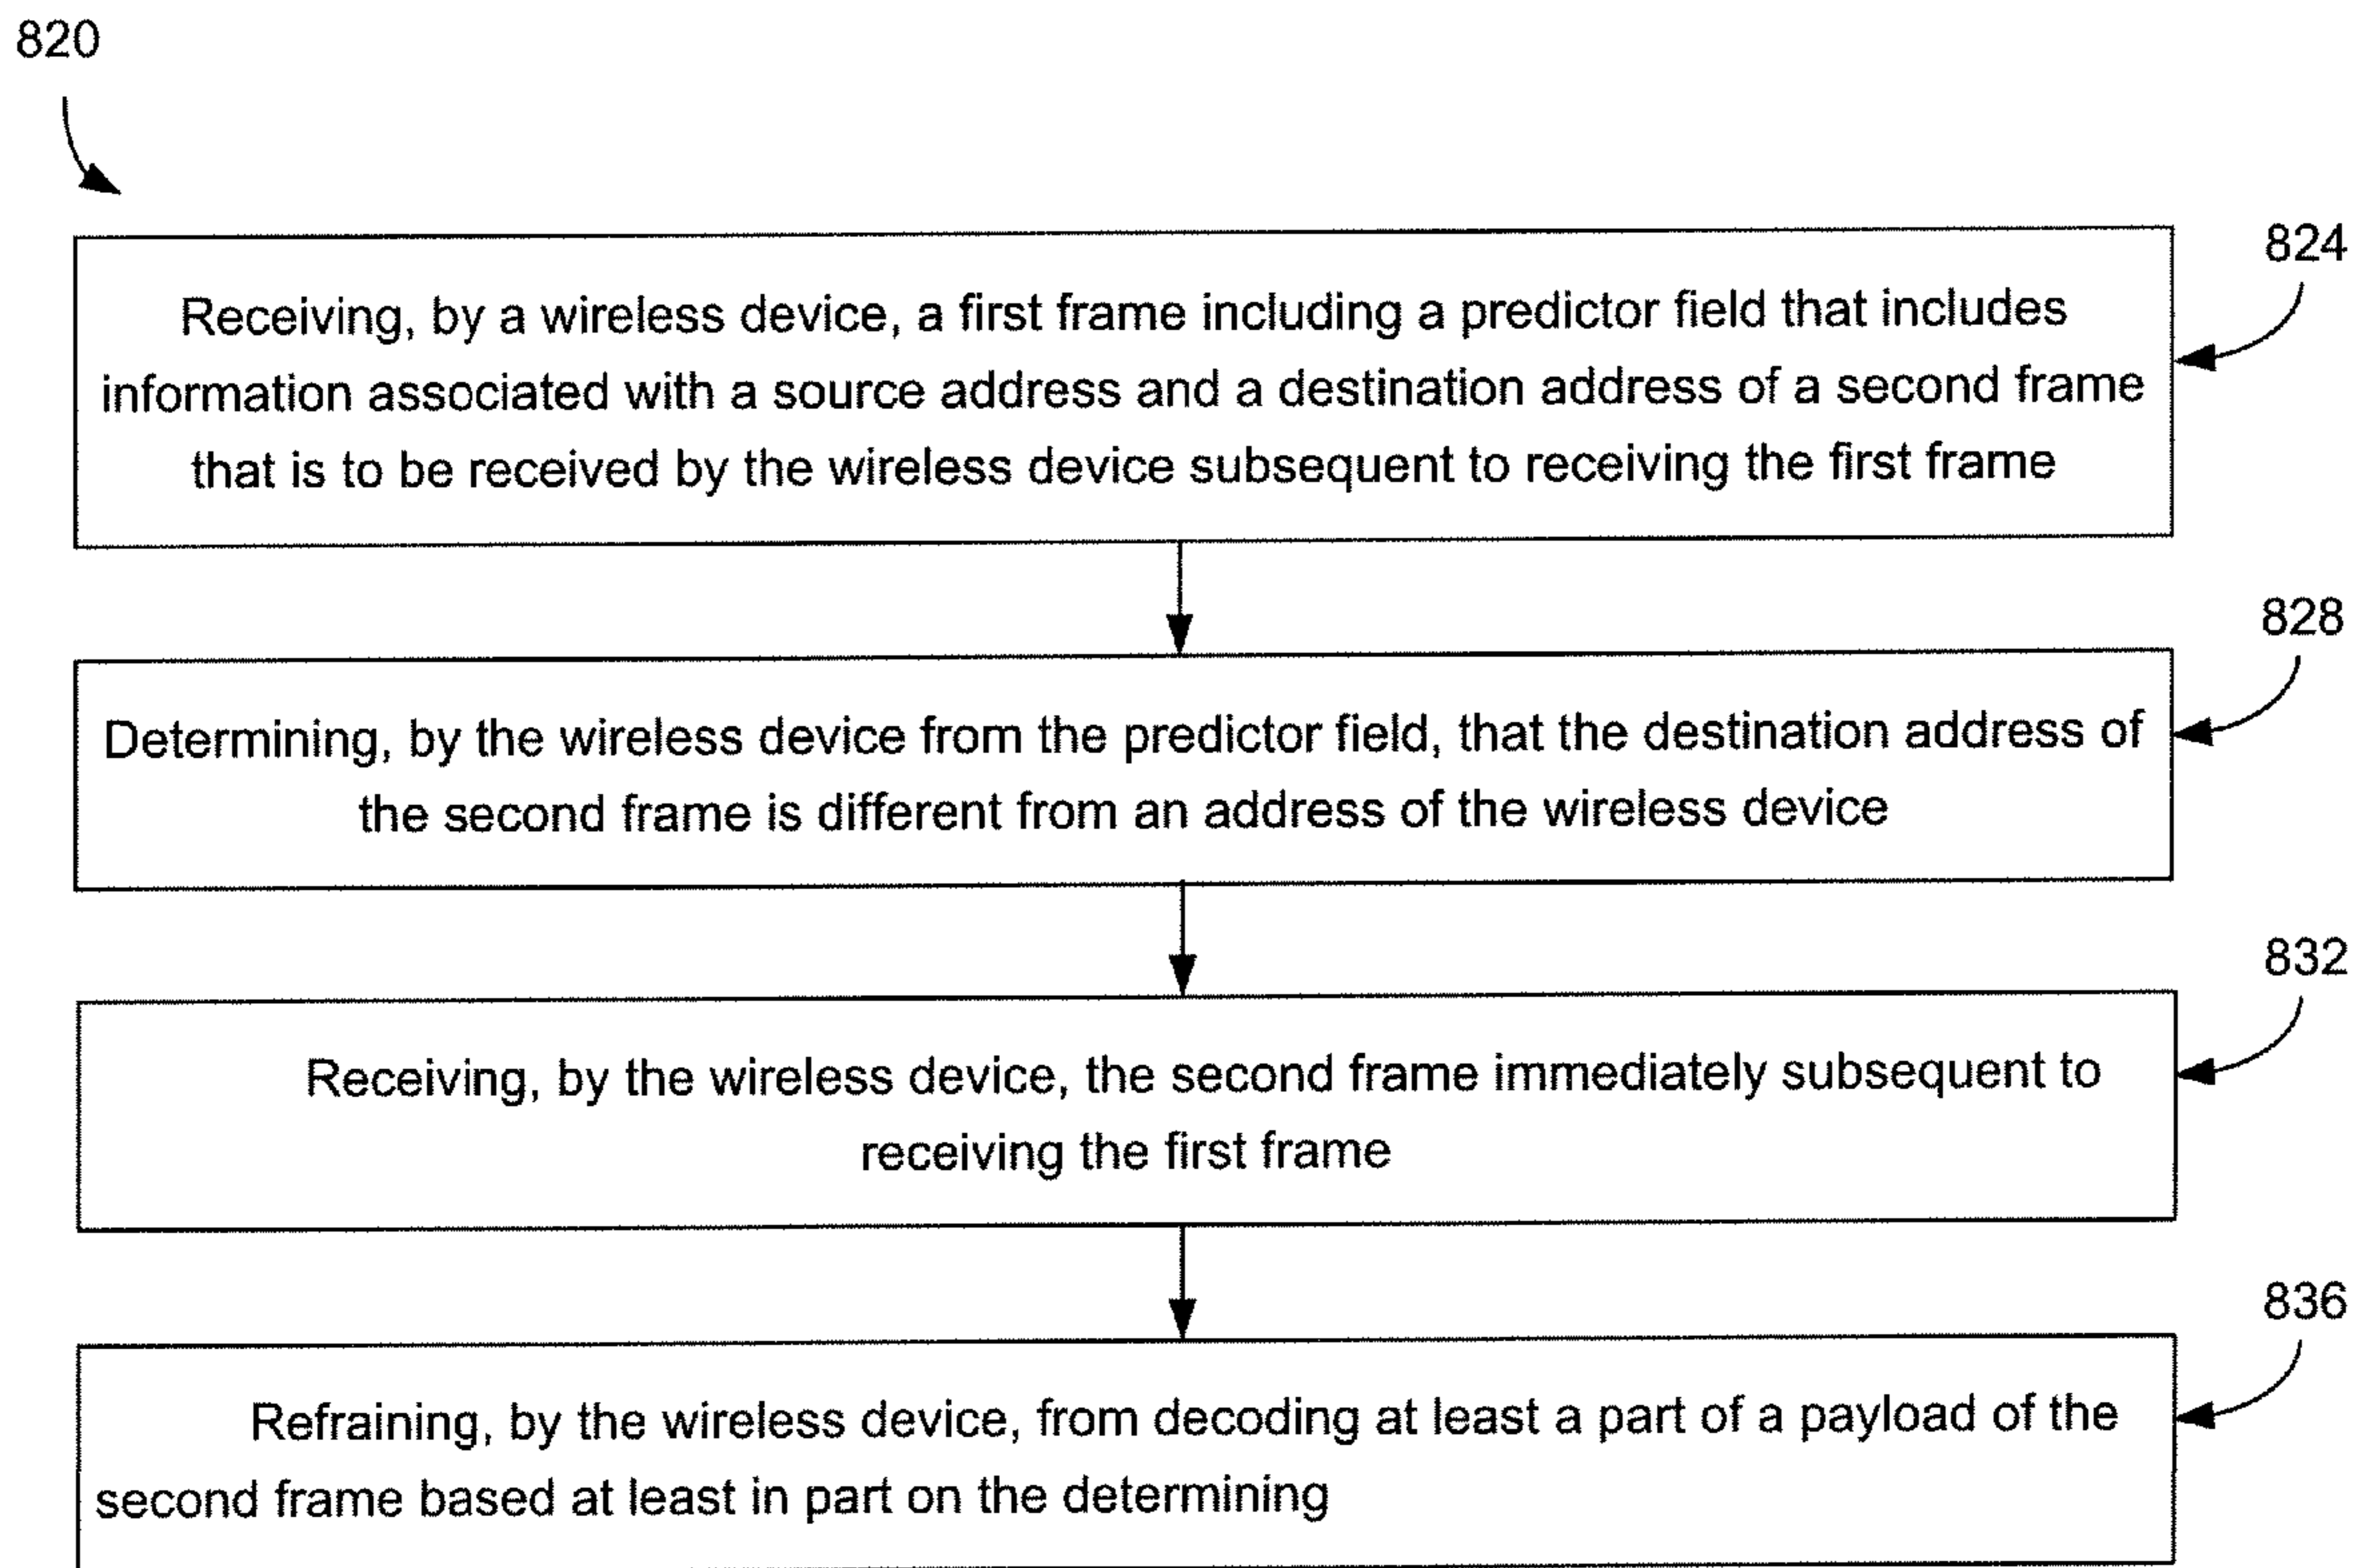 820
824
Receiving, by a wireless device, a first frame including a predictor field that includes
information associated with a source address and a destination address of a second frame
that is to be received by the wireless device subsequent to receiving the first frame
828
Determining, by the wireless device from the predictor field, that the destination address of
the second frame is different from an address of the wireless device
832
Receiving, by the wireless device, the second frame immediately subsequent to
receiving the first frame
836
Refraining, by the wireless device, from decoding at least a part of a payload of the
second frame based at least in part on the determining